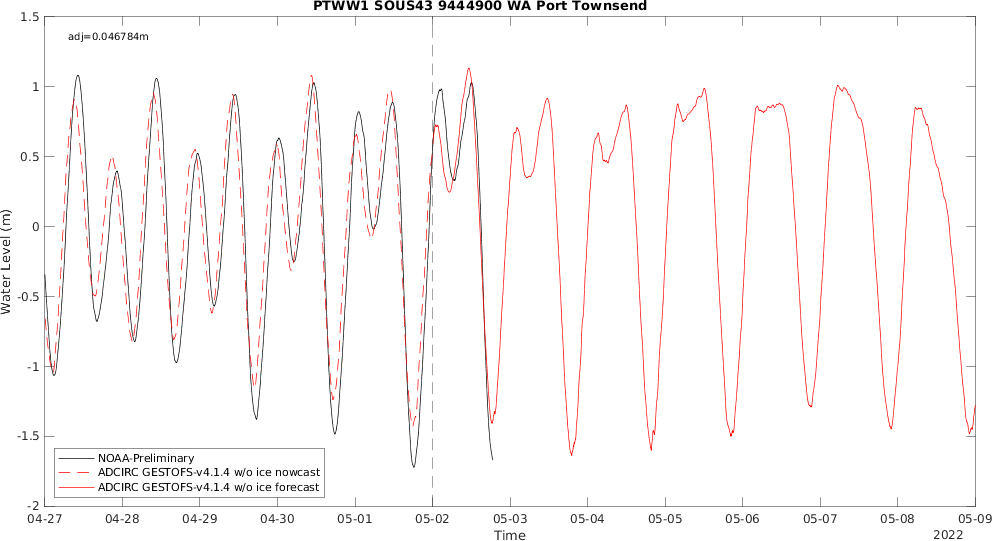 PTWW1 SOUS43 9444900 WA Port Townsend
adj=0.046784m
1.5
1
0.5
0
-0.5
-1
-1.5
-2
Water Level (m)
NOAA-Preliminary
ADCIRC GESTOFS-v4.1.4 w/o ice nowcast
ADCIRC GESTOFS-v4.1.4 w/o ice forecast
04-27 04-28 04-29 04-30 05-01 05-02 05-03 05-04 05-05 05-06 05-07 05-08 05-09
Time
2022